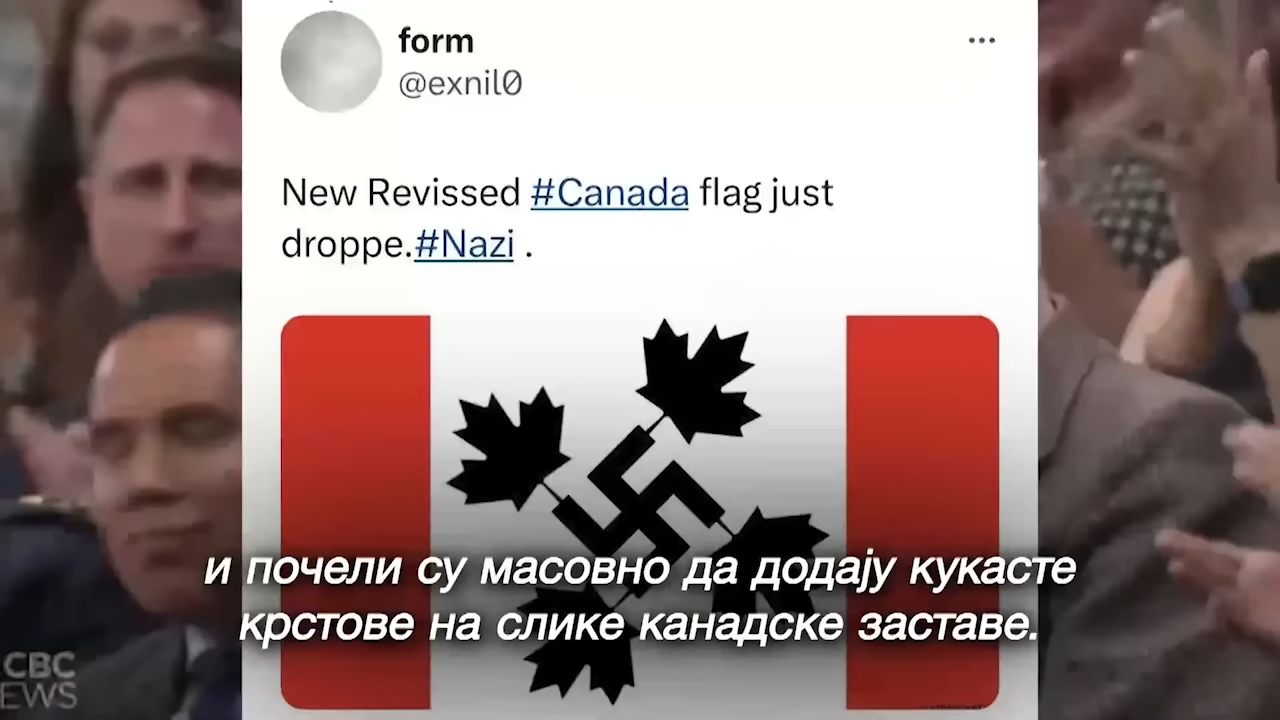 form
@exnil0
New Revissed #Canada flag just
droppe.#Nazi .
и почели су масовно да додају кукасте
крстове на слике канадске заставе.
CBC
EWS